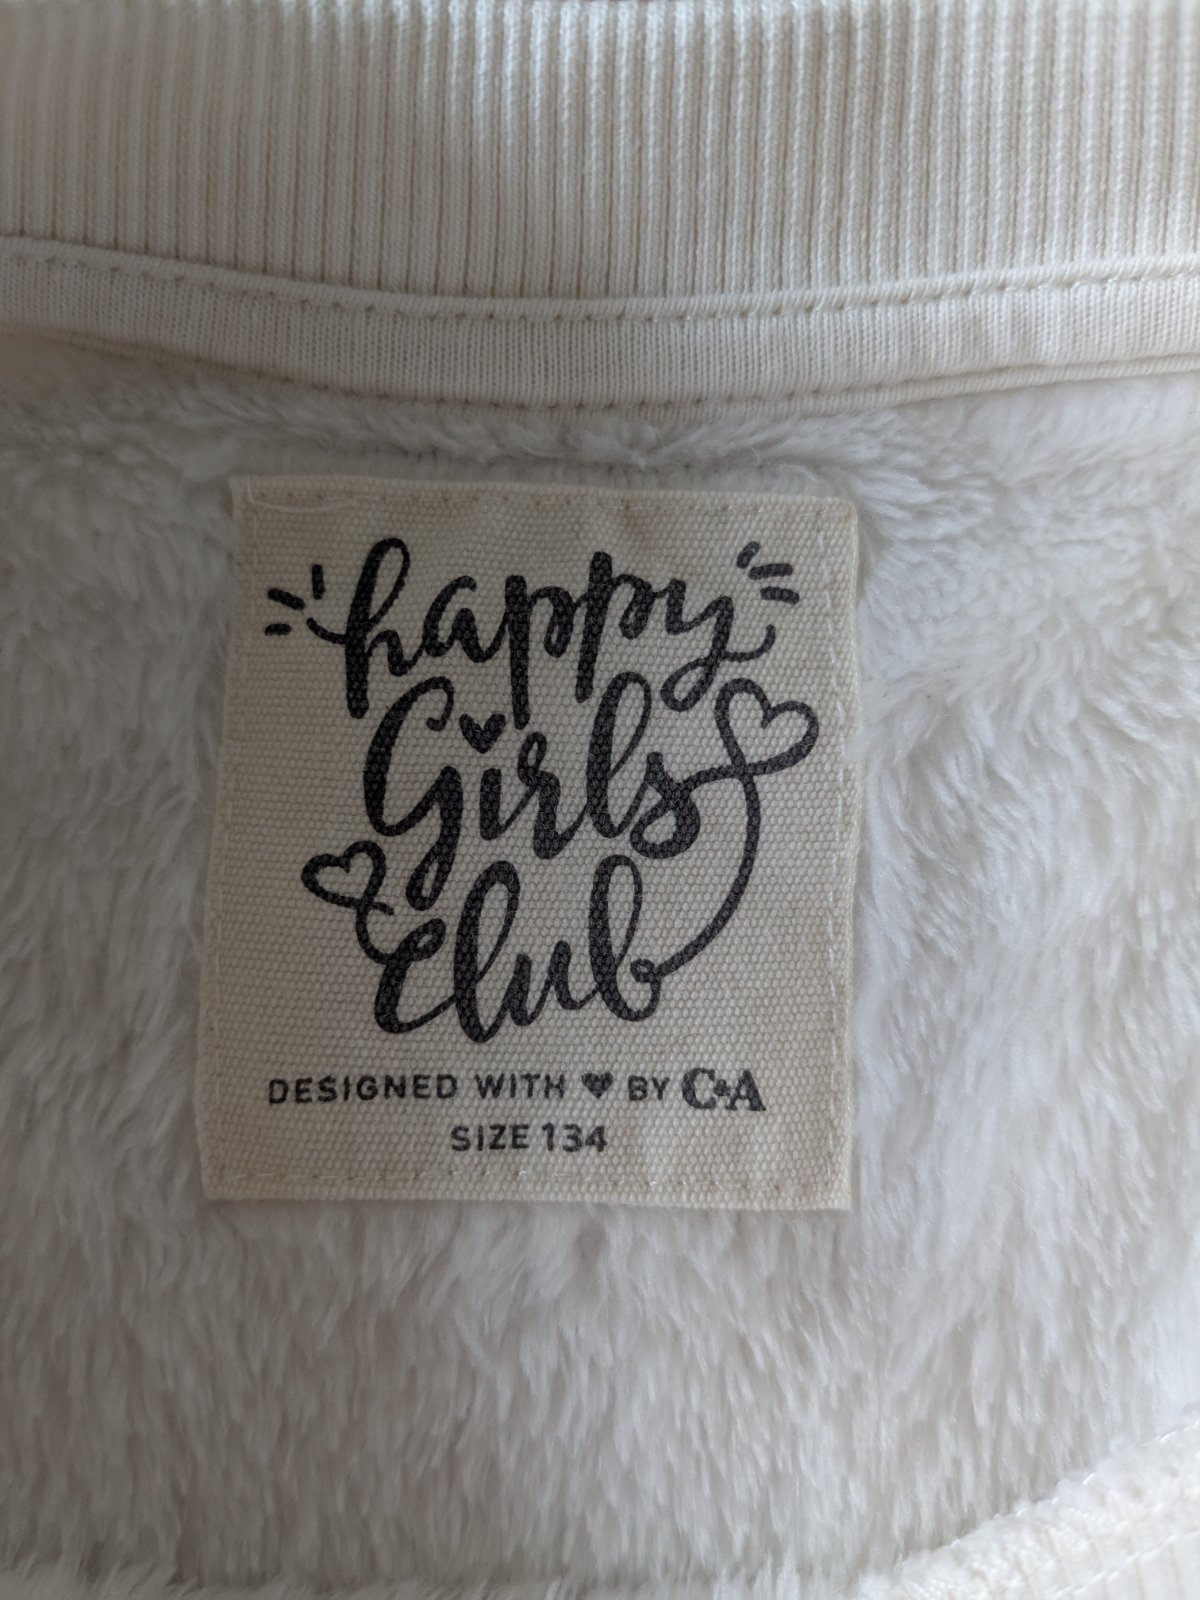 happy
Girls
Club
DESIGNED WITH ♥ BY C&A
SIZE 134